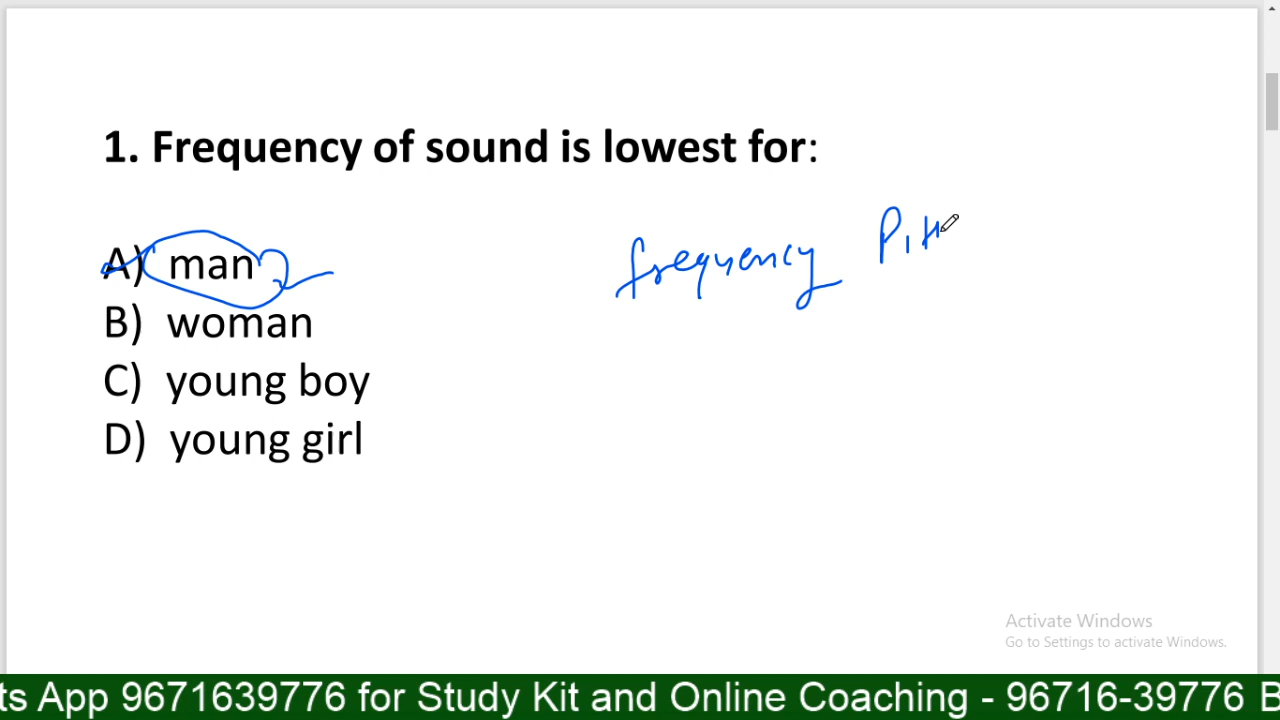 1. Frequency of sound is lowest for:
A) man
B) woman
C) young boy
D) young girl
frequency
Activate Windows
Go to Settings to activate Windows.
ts App 9671639776 for Study Kit and Online Coaching - 96716-39776 B